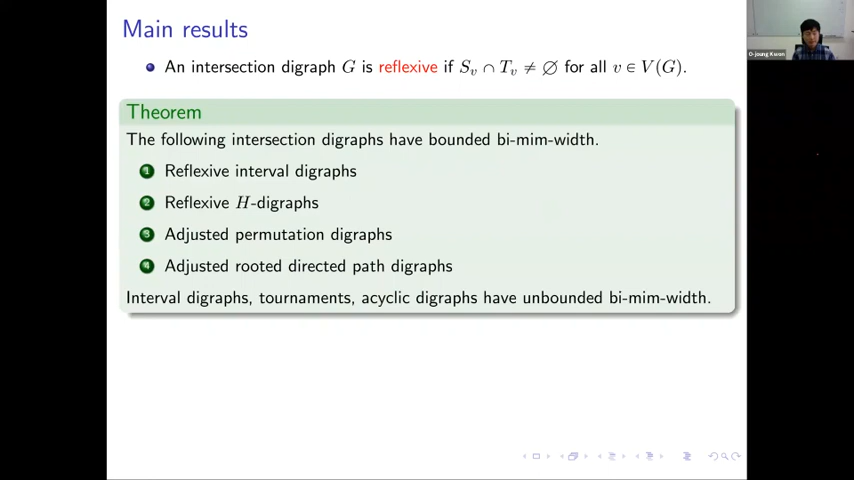 Main results
An intersection digraph G is reflexive if S_v ∩ T_v ≠ ∅ for all v ∈ V(G).
Theorem
The following intersection digraphs have bounded bi-mim-width.
1 Reflexive interval digraphs
2 Reflexive H-digraphs
3 Adjusted permutation digraphs
4 Adjusted rooted directed path digraphs
Interval digraphs, tournaments, acyclic digraphs have unbounded bi-mim-width.
O-joung Kwon